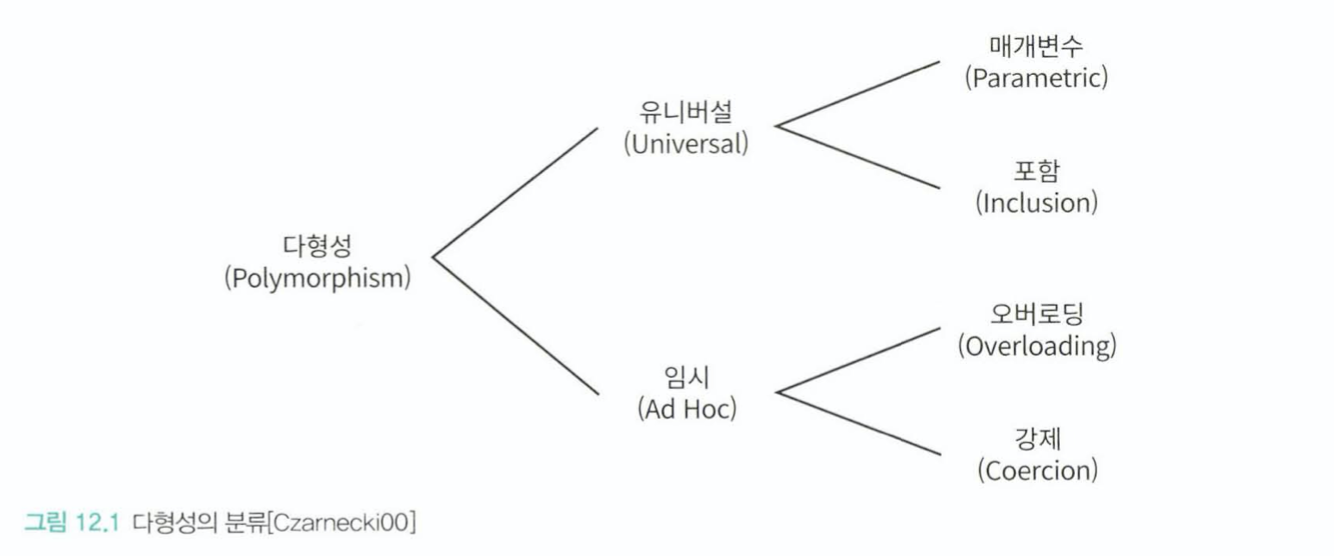 매개변수
(Parametric)
유니버설
(Universal)
포함
(Inclusion)
다형성
(Polymorphism)
오버로딩
(Overloading)
임시
(Ad Hoc)
강제
(Coercion)
그림 12.1 다형성의 분류[Czarnecki00]